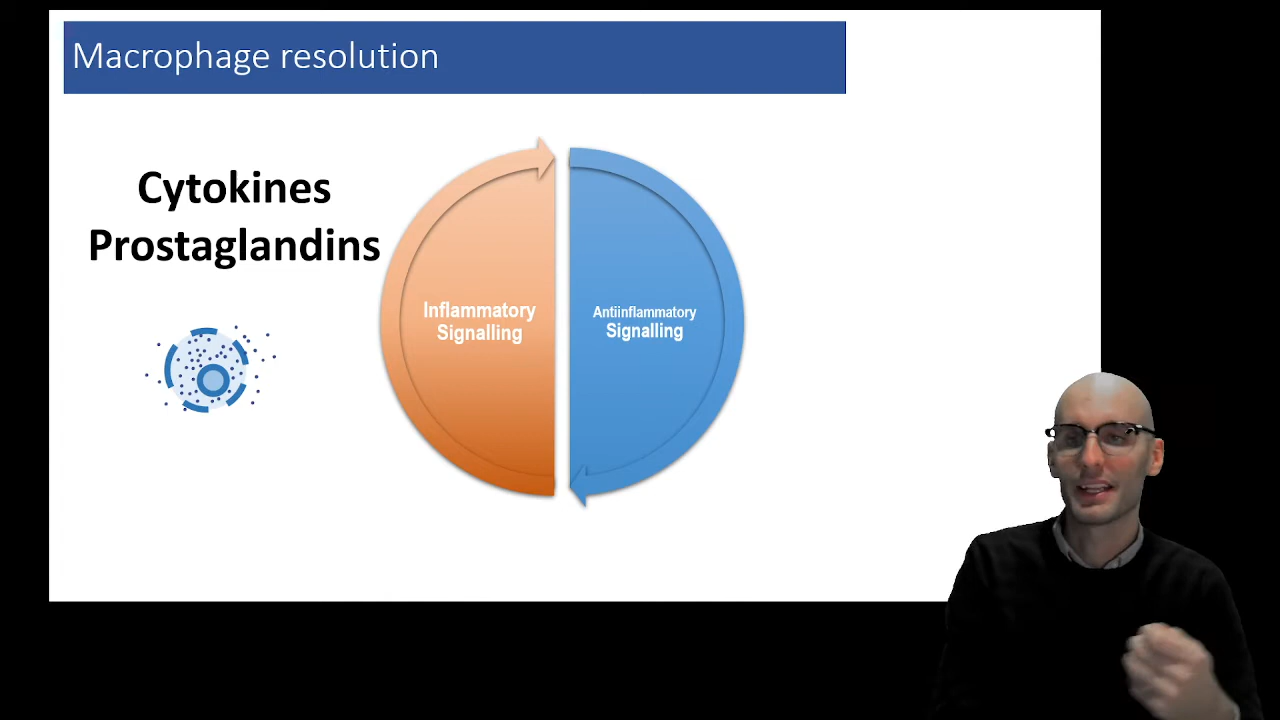 Macrophage resolution
Cytokines
Prostaglandins
Inflammatory
Signalling
Antiinflammatory
Signalling